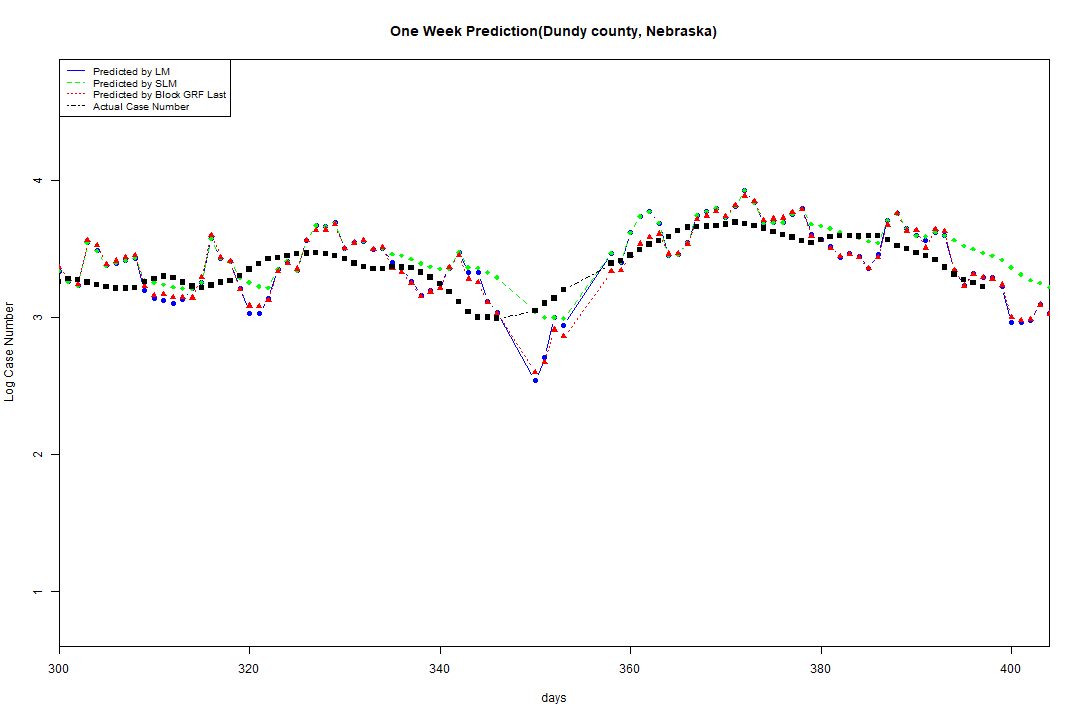 One Week Prediction(Dundy county, Nebraska)
Predicted by LM
Predicted by SLM
Predicted by Block GRF Last
Actual Case Number
4
3
2
1
Log Case Number
300 320 340 360 380 400
days